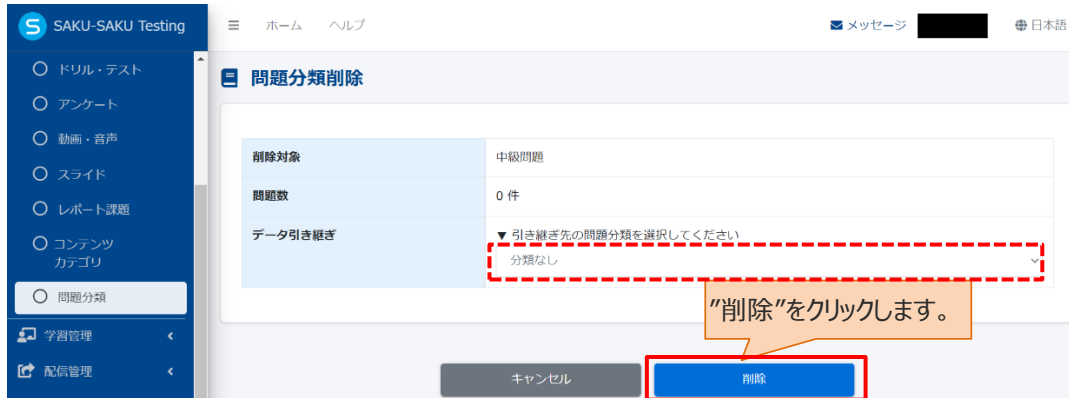 S SAKU-SAKU Testing
ホーム ヘルプ
メッセージ
日本語
ドリル・テスト
アンケート
動画・音声
スライド
レポート課題
コンテンツ
カテゴリ
問題分類
学習管理
配信管理
問題分類削除
削除対象 中級問題
問題数 0 件
データ引き継ぎ ▼ 引き継ぎ先の問題分類を選択してください
分類なし
”削除”をクリックします。
キャンセル 削除